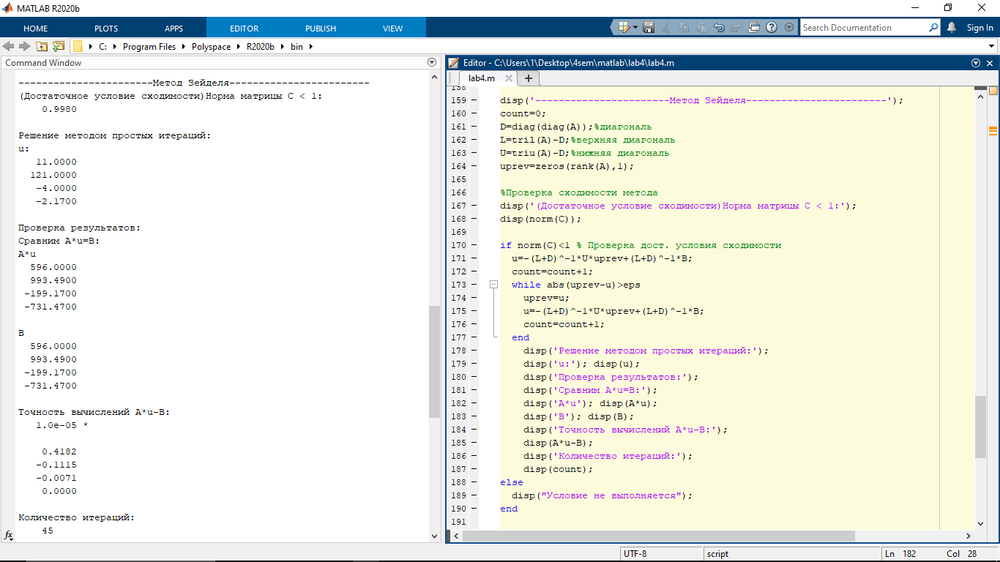 MATLAB R2020b
HOME PLOTS APPS EDITOR PUBLISH VIEW Search Documentation Sign In
C: Program Files Polyspace R2020b bin
Command Window
-----------------------Метод Зейделя------------------------
(Достаточное условие сходимости)Норма матрицы C < 1:
0.9980
Решение методом простых итераций:
u:
11.0000
121.0000
-4.0000
-2.1700
Проверка результатов:
Сравним A*u=B:
A*u
596.0000
993.4900
-199.1700
-731.4700
B
596.0000
993.4900
-199.1700
-731.4700
Точность вычислений A*u-B:
1.0e-05 *
0.4182
-0.1115
-0.0071
0.0000
Количество итераций:
45
fx
Editor - C:\Users\1\Desktop\4sem\matlab\lab4\lab4.m
lab4.m
158
159 disp('-----------------------Метод Зейделя------------------------');
160 count=0;
161 D=diag(diag(A));%диагональ
162 L=tril(A)-D;%верхняя диагональ
163 U=triu(A)-D;%нижняя диагональ
164 uprev=zeros(rank(A),1);
165
166 %Проверка сходимости метода
167 disp('(Достаточное условие сходимости)Норма матрицы C < 1:');
168 disp(norm(C));
169
170 if norm(C)<1 % Проверка дост. условия сходимости
171 u=-(L+D)^-1*U*uprev+(L+D)^-1*B;
172 count=count+1;
173 while abs(uprev-u)>eps
174 uprev=u;
175 u=-(L+D)^-1*U*uprev+(L+D)^-1*B;
176 count=count+1;
177 end
178 disp('Решение методом простых итераций:');
179 disp('u:'); disp(u);
180 disp('Проверка результатов:');
181 disp('Сравним A*u=B:');
182 disp('A*u'); disp(A*u);
183 disp('B'); disp(B);
184 disp('Точность вычислений A*u-B:');
185 disp(A*u-B);
186 disp('Количество итераций:');
187 disp(count);
188 else
189 disp("Условие не выполняется");
190 end
191
UTF-8 script Ln 182 Col 28